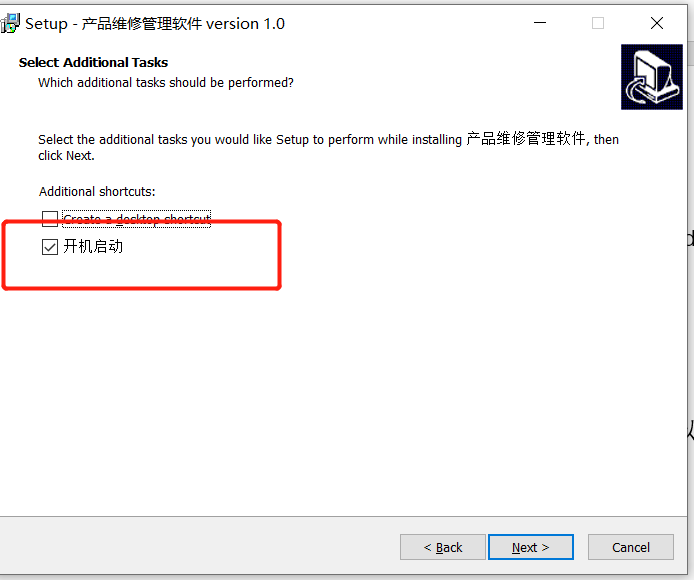 Setup - 产品维修管理软件 version 1.0
Select Additional Tasks
Which additional tasks should be performed?
Select the additional tasks you would like Setup to perform while installing 产品维修管理软件, then
click Next.
Additional shortcuts:
Create a desktop shortcut
开机启动
< Back
Next >
Cancel